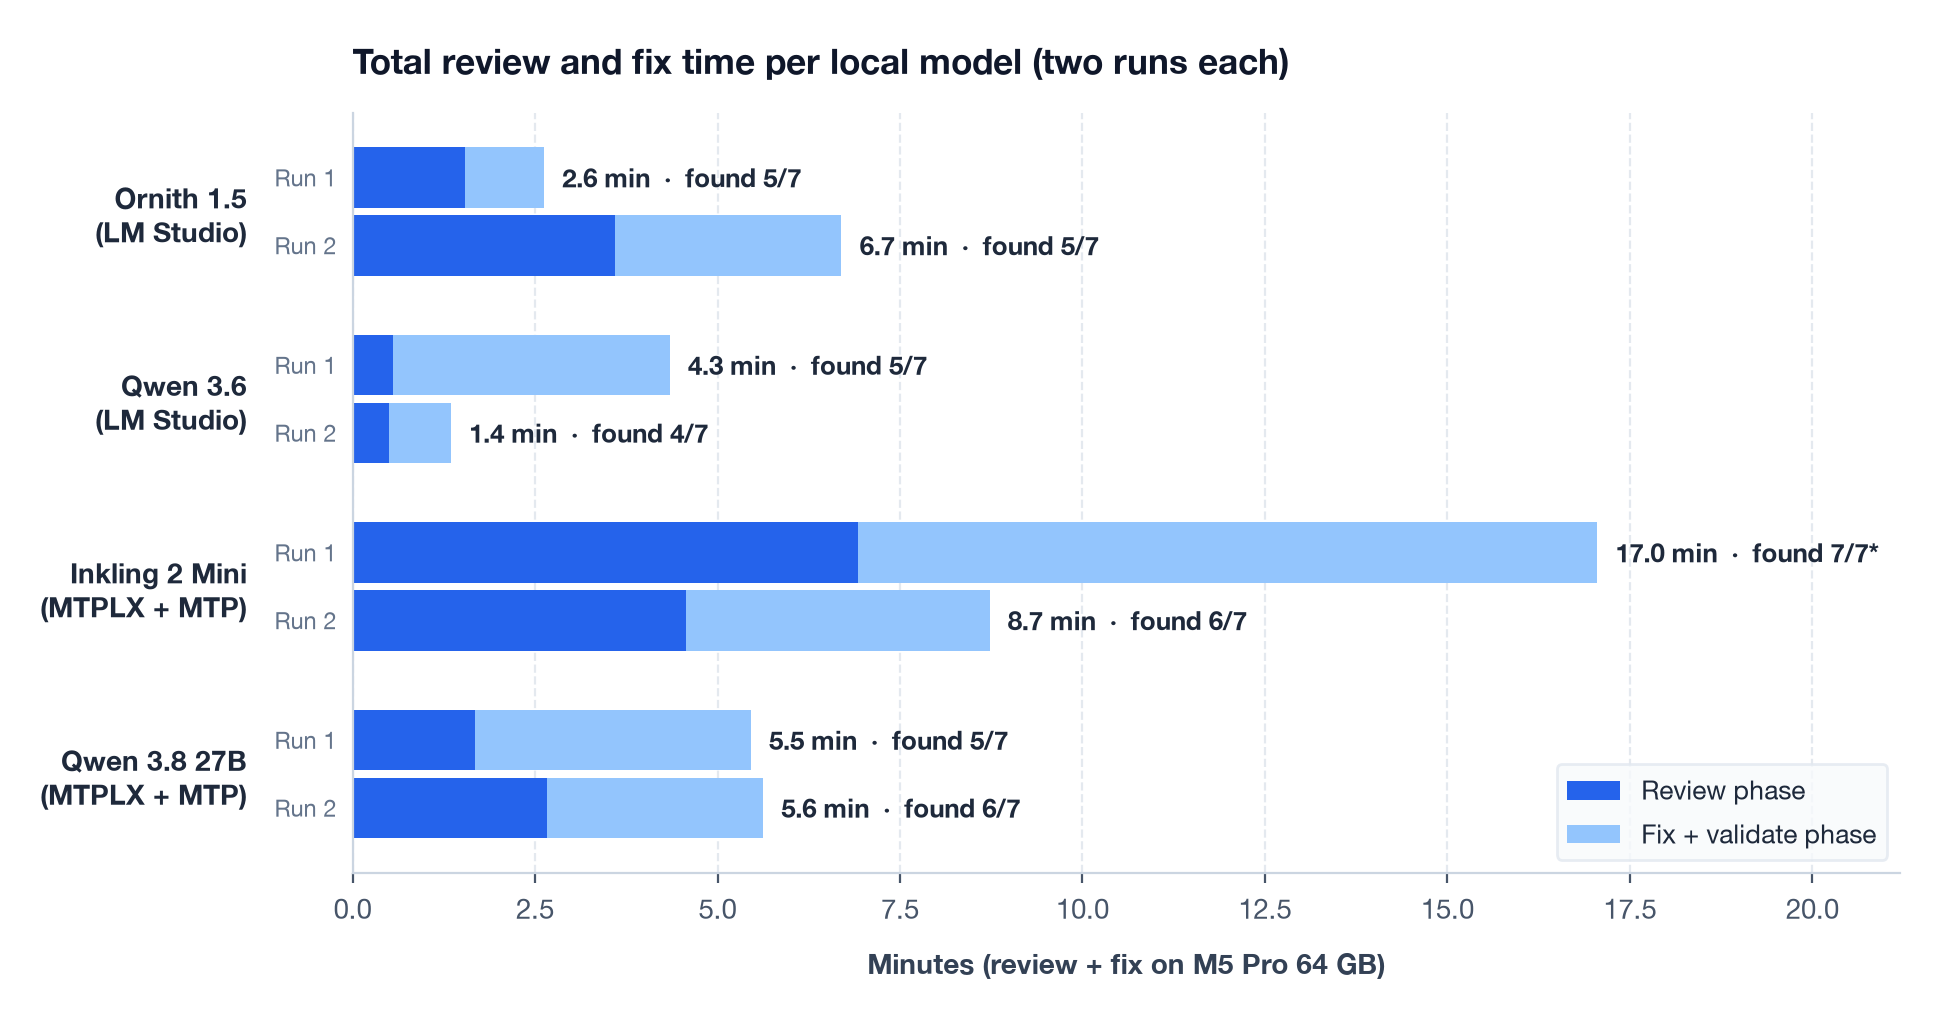 Total review and fix time per local model (two runs each)
Ornith 1.5
(LM Studio)
Run 1
2.6 min · found 5/7
Run 2
6.7 min · found 5/7
Qwen 3.6
(LM Studio)
Run 1
4.3 min · found 5/7
Run 2
1.4 min · found 4/7
Inkling 2 Mini
(MTPLX + MTP)
Run 1
17.0 min · found 7/7*
Run 2
8.7 min · found 6/7
Qwen 3.8 27B
(MTPLX + MTP)
Run 1
5.5 min · found 5/7
Run 2
5.6 min · found 6/7
Review phase
Fix + validate phase
0.0 2.5 5.0 7.5 10.0 12.5 15.0 17.5 20.0
Minutes (review + fix on M5 Pro 64 GB)